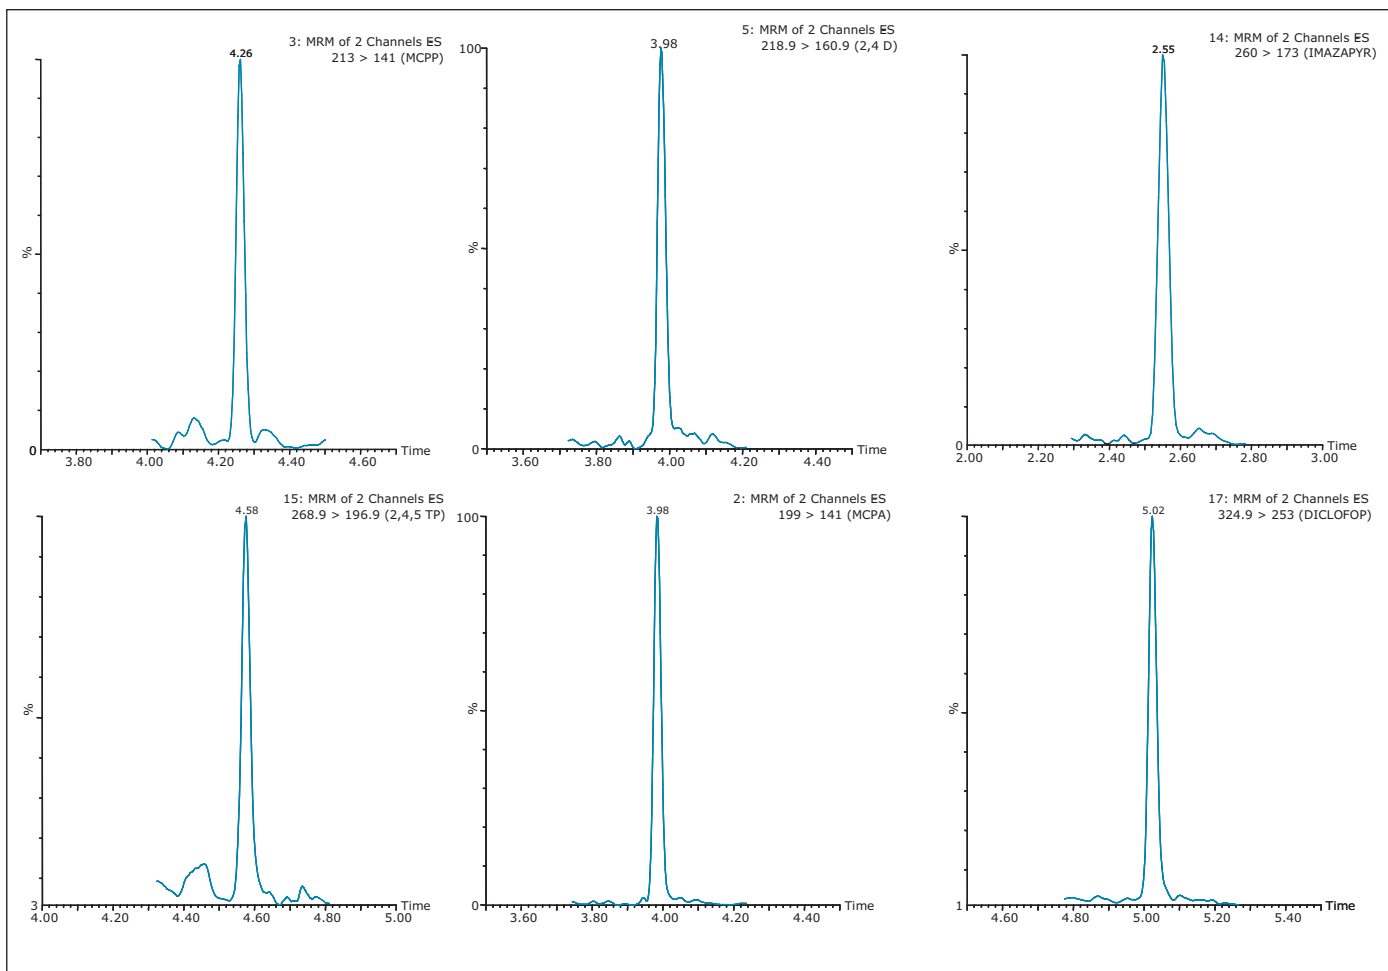 3: MRM of 2 Channels ES
213 > 141 (MCPP)
4.26
%
0
3.80 4.00 4.20 4.40 4.60
Time
5: MRM of 2 Channels ES
218.9 > 160.9 (2,4 D)
100
3.98
%
0
3.60 3.80 4.00 4.20 4.40
Time
14: MRM of 2 Channels ES
260 > 173 (IMAZAPYR)
2.55
%
0
2.00 2.20 2.40 2.60 2.80 3.00
Time
15: MRM of 2 Channels ES
268.9 > 196.9 (2,4,5 TP)
4.58
%
3
4.00 4.20 4.40 4.60 4.80 5.00
Time
2: MRM of 2 Channels ES
199 > 141 (MCPA)
100
3.98
%
0
3.60 3.80 4.00 4.20 4.40
Time
17: MRM of 2 Channels ES
324.9 > 253 (DICLOFOP)
5.02
%
1
4.60 4.80 5.00 5.20 5.40
Time